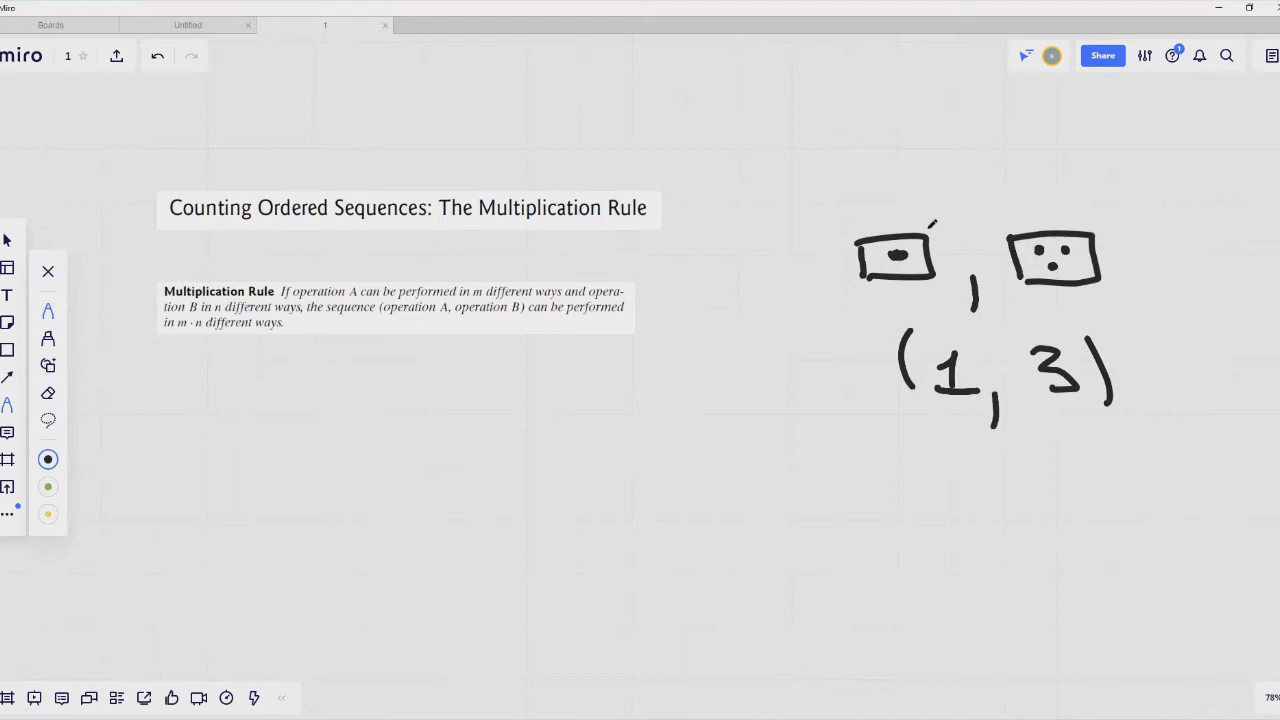 Miro
Boards
Untitled
1
miro
1
Share
1
Counting Ordered Sequences: The Multiplication Rule
Multiplication Rule If operation A can be performed in m different ways and opera-
tion B in n different ways, the sequence (operation A, operation B) can be performed
in m · n different ways.
,
(1, 3)
78%